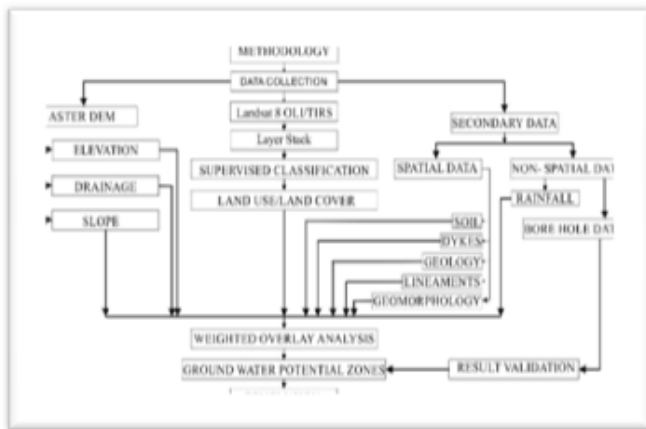 METHODOLOGY
DATA COLLECTION
ASTER DEM
Landsat 8 OLI/TIRS
SECONDARY DATA
Layer Stack
ELEVATION
SUPERVISED CLASSIFICATION
SPATIAL DATA
NON- SPATIAL DAT
DRAINAGE
LAND USE/LAND COVER
RAINFALL
SLOPE
SOIL
BORE HOLE DAT
DYKES
GEOLOGY
LINEAMENTS
GEOMORPHOLOGY
WEIGHTED OVERLAY ANALYSIS
GROUND WATER POTENTIAL ZONES
RESULT VALIDATION